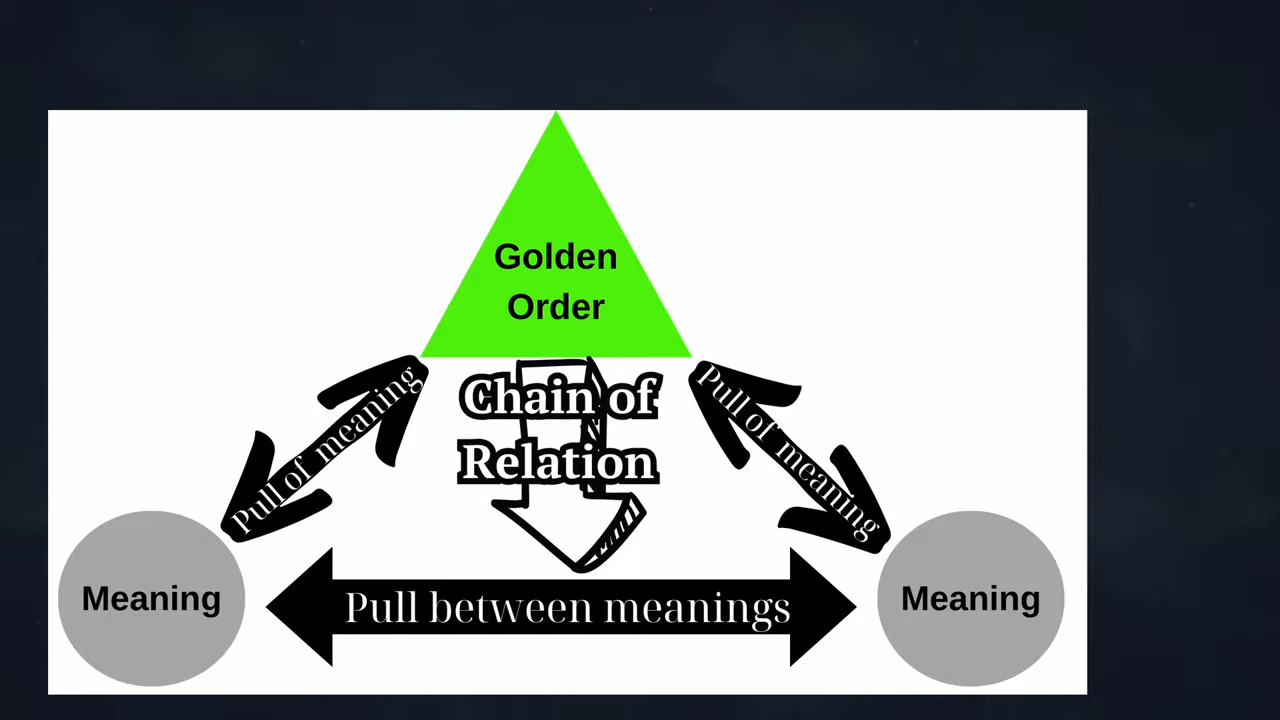 Golden
Order
Chain of
Relation
Pull of meaning
Pull of meaning
Meaning
Pull between meanings
Meaning